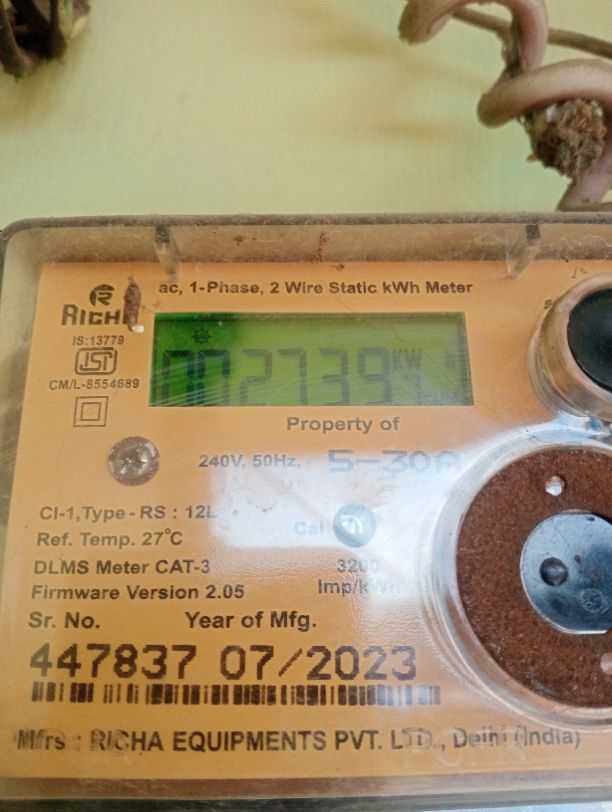 ac, 1-Phase, 2 Wire Static kWh Meter
R
RICHA
IS:13779
ISI
CM/L-8554689
002739
Property of
240V, 50Hz, 5-30A
Cl-1, Type - RS :
Cal
Ref. Temp. 27°C
DLMS Meter CAT-3
3200
Imp/kWh
Firmware Version 2.05
Sr. No. Year of Mfg.
447837 07/2023
Mfrs : RICHA EQUIPMENTS PVT. LTD., Delhi (India)